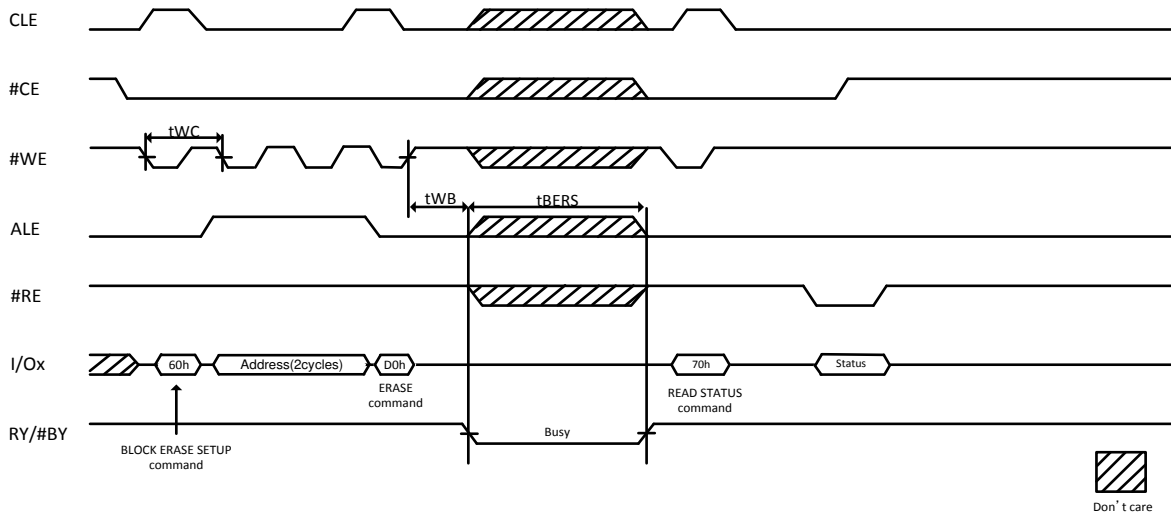 CLE
#CE
tWC
#WE
tWB
tBERS
ALE
#RE
I/Ox
60h
Address(2cycles)
D0h
70h
Status
ERASE
command
READ STATUS
command
RY/#BY
Busy
BLOCK ERASE SETUP
command
Don’t care